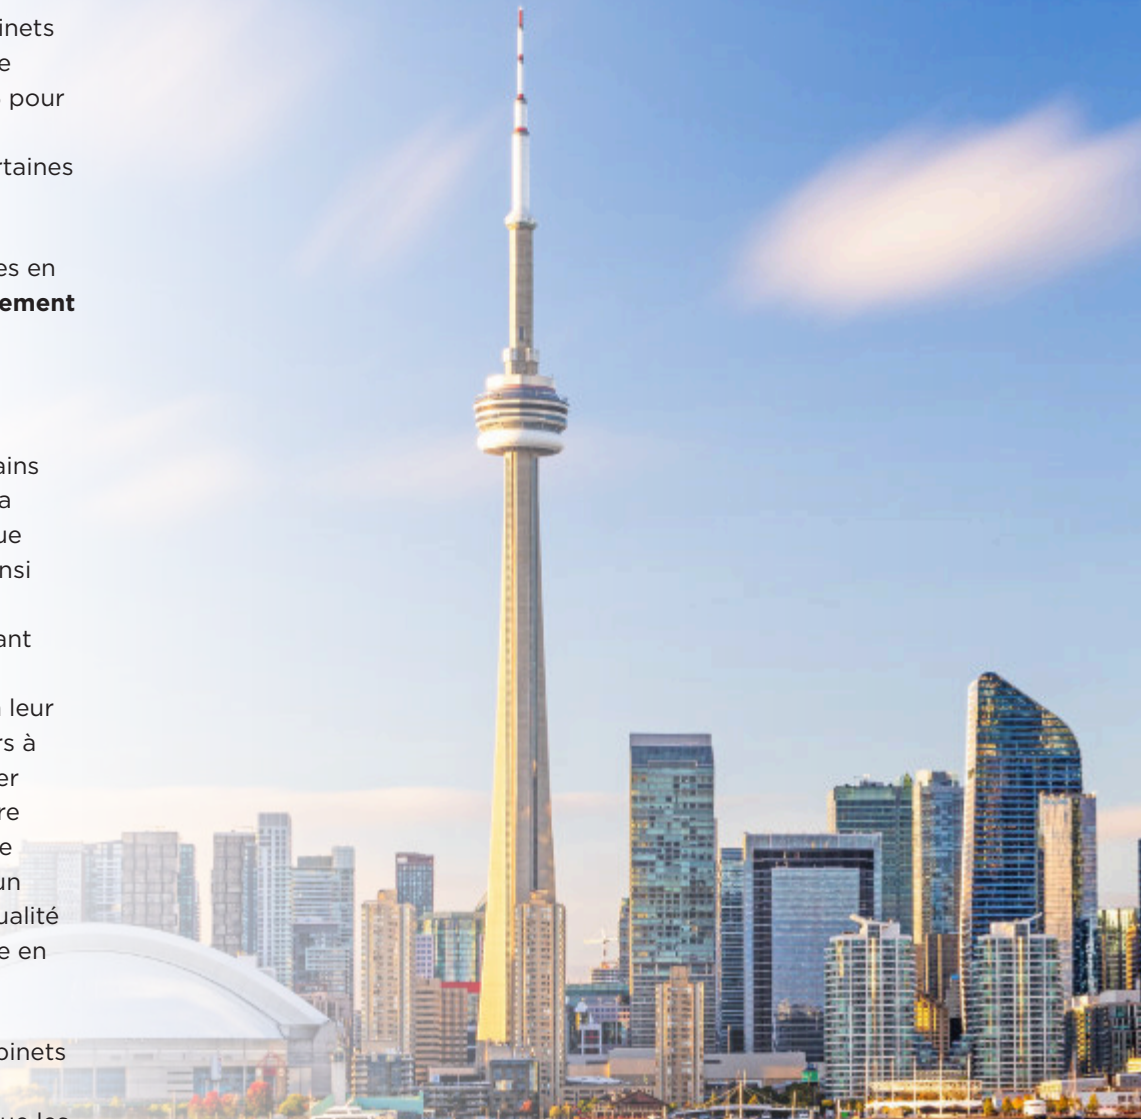 inets
e
pour
rtaines
es en
ement
ains
a
ue
nsi
ant
leur
rs à
er
re
e
un
ualité
e en
binets